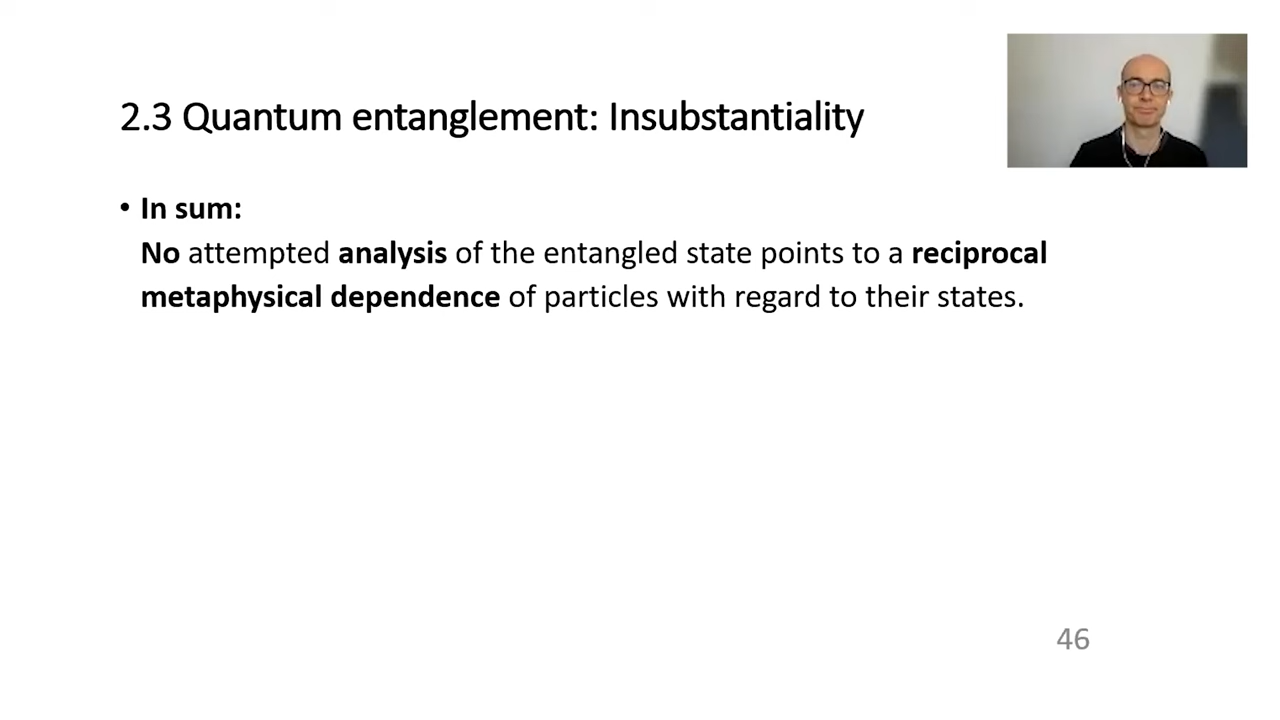 2.3 Quantum entanglement: Insubstantiality
• In sum:
No attempted analysis of the entangled state points to a reciprocal
metaphysical dependence of particles with regard to their states.
46